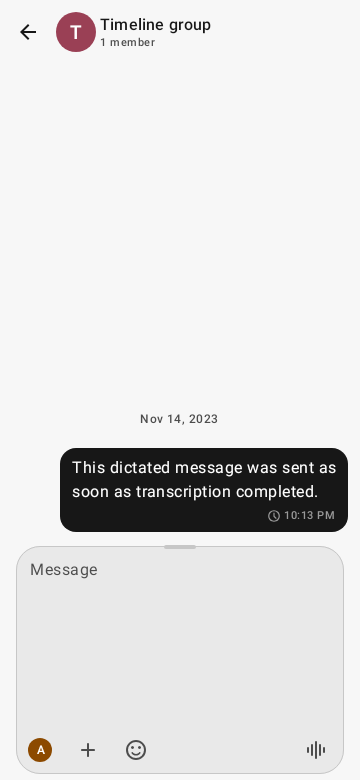 T
Timeline group
1 member
Nov 14, 2023
This dictated message was sent as
soon as transcription completed.
10:13 PM
Message
A